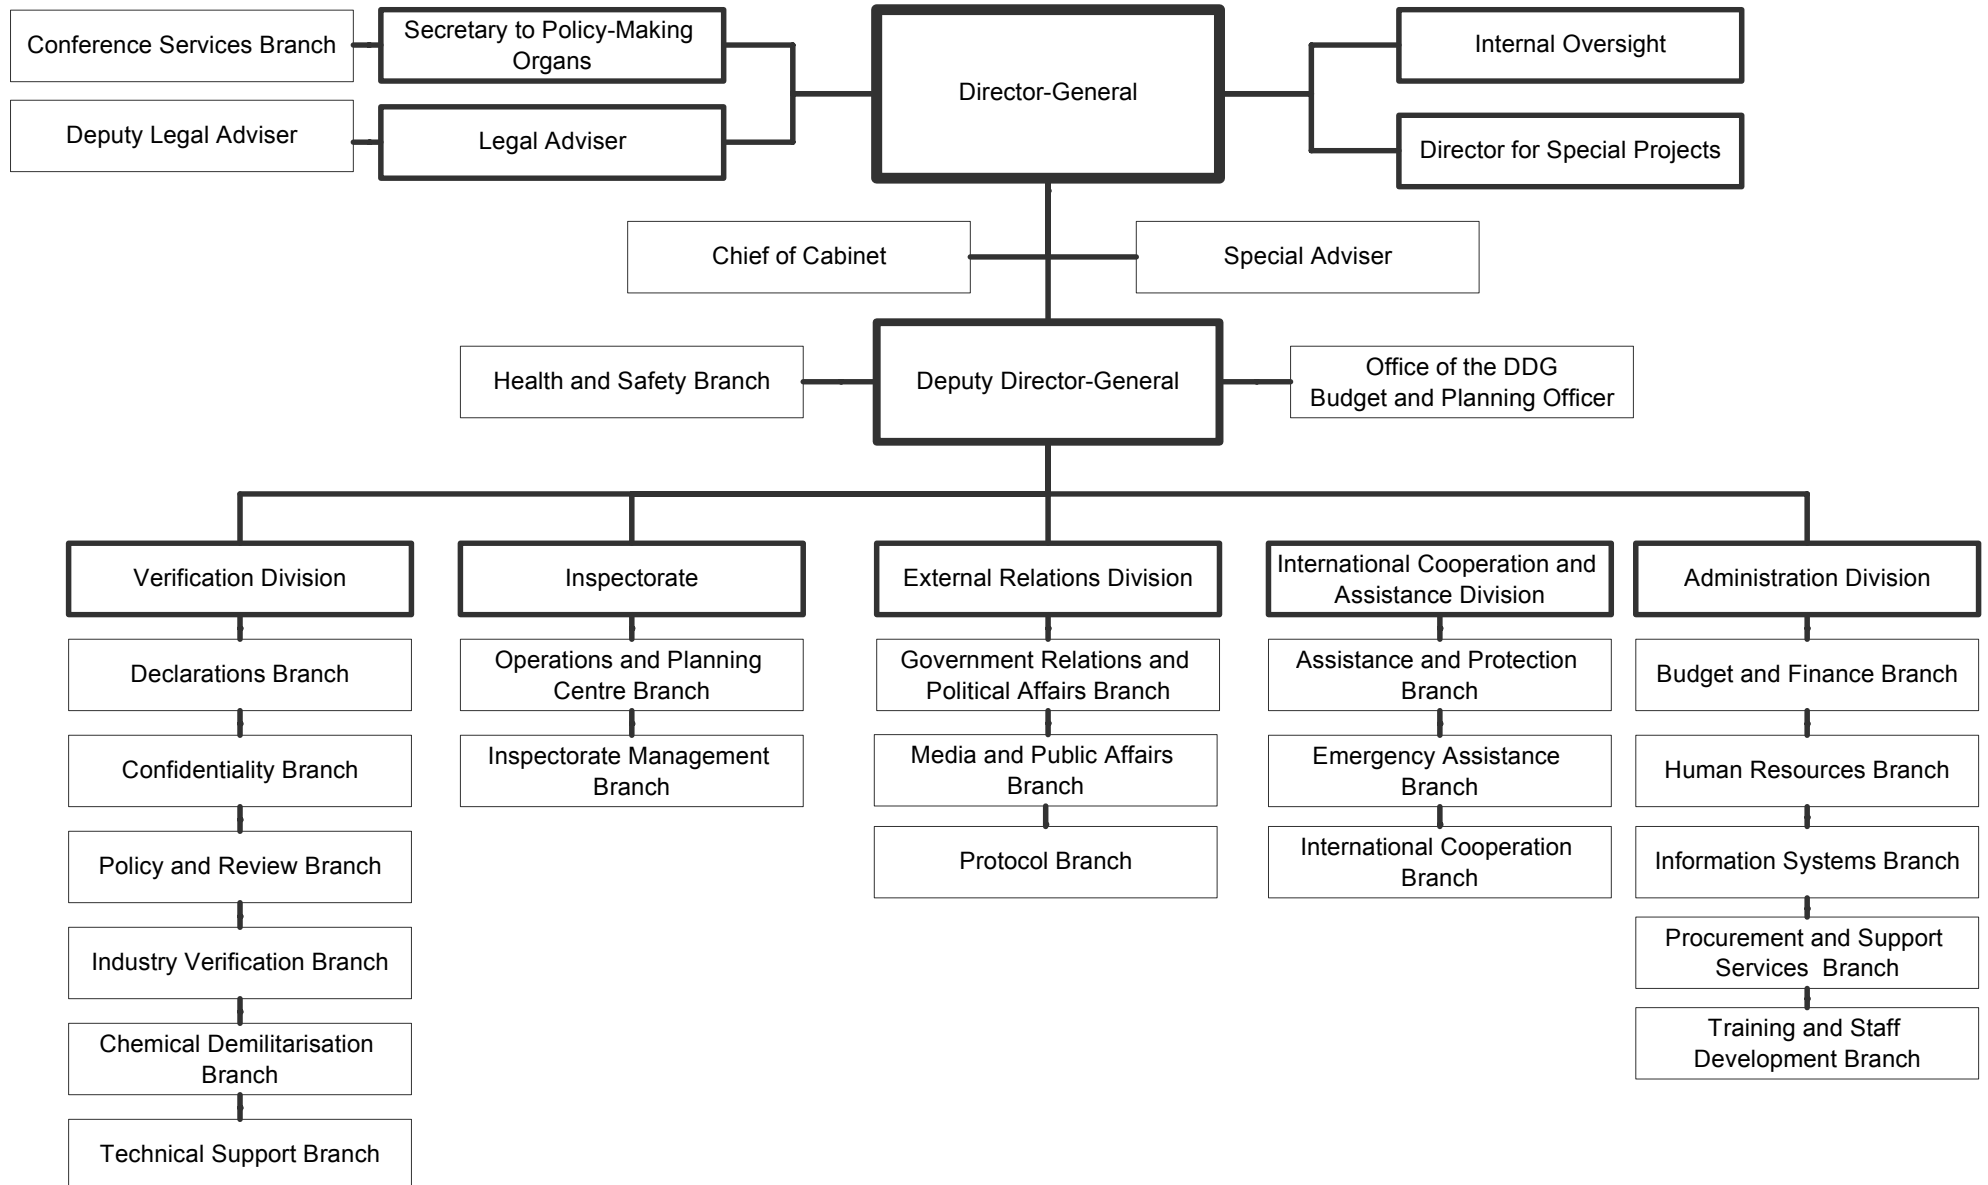 Conference Services Branch
Secretary to Policy-Making
Organs
Director-General
Internal Oversight
Deputy Legal Adviser
Legal Adviser
Director for Special Projects
Chief of Cabinet
Special Adviser
Health and Safety Branch
Deputy Director-General
Office of the DDG
Budget and Planning Officer
Verification Division
Inspectorate
External Relations Division
International Cooperation and
Assistance Division
Administration Division
Declarations Branch
Operations and Planning
Centre Branch
Government Relations and
Political Affairs Branch
Assistance and Protection
Branch
Budget and Finance Branch
Confidentiality Branch
Inspectorate Management
Branch
Media and Public Affairs
Branch
Emergency Assistance
Branch
Human Resources Branch
Policy and Review Branch
Protocol Branch
International Cooperation
Branch
Information Systems Branch
Industry Verification Branch
Procurement and Support
Services  Branch
Chemical Demilitarisation
Branch
Training and Staff
Development Branch
Technical Support Branch